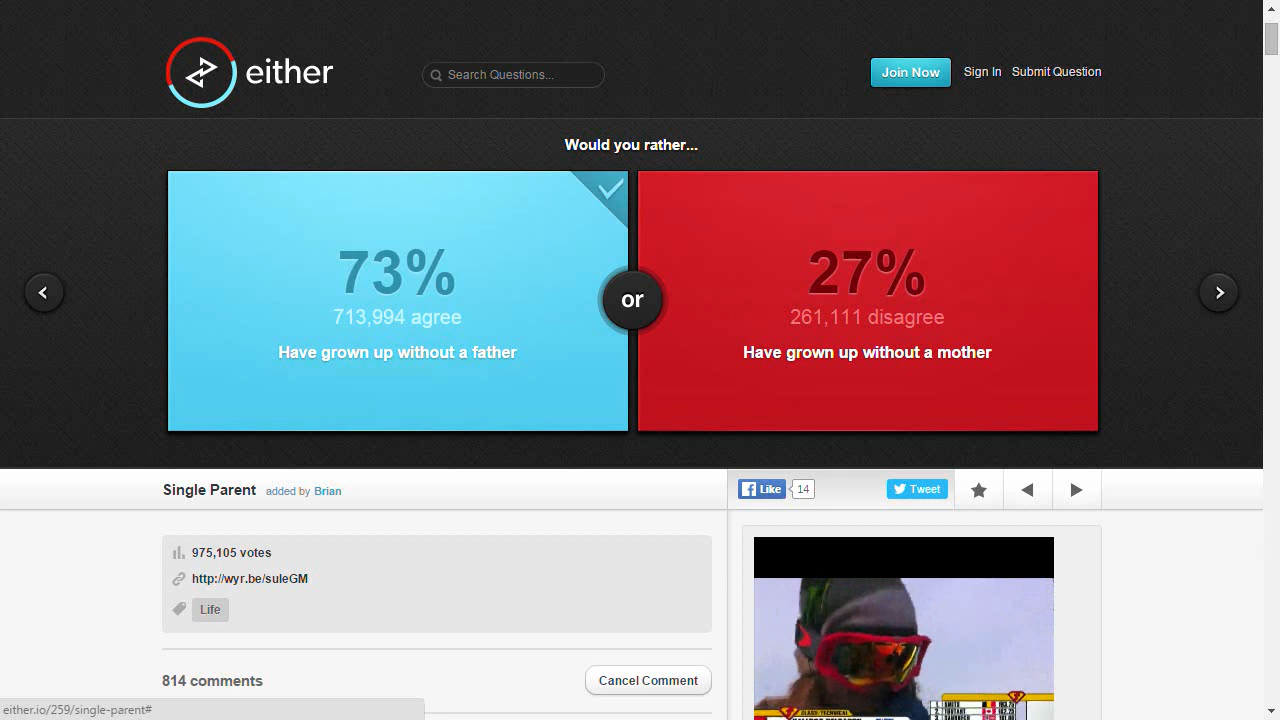 either
Search Questions...
Join Now
Sign In
Submit Question
Would you rather...
73%
713,994 agree
Have grown up without a father
or
27%
261,111 disagree
Have grown up without a mother
Single Parent added by Brian
Like
14
Tweet
975,105 votes
http://wyr.be/suleGM
Life
814 comments
Cancel Comment
either.io/259/single-parent#